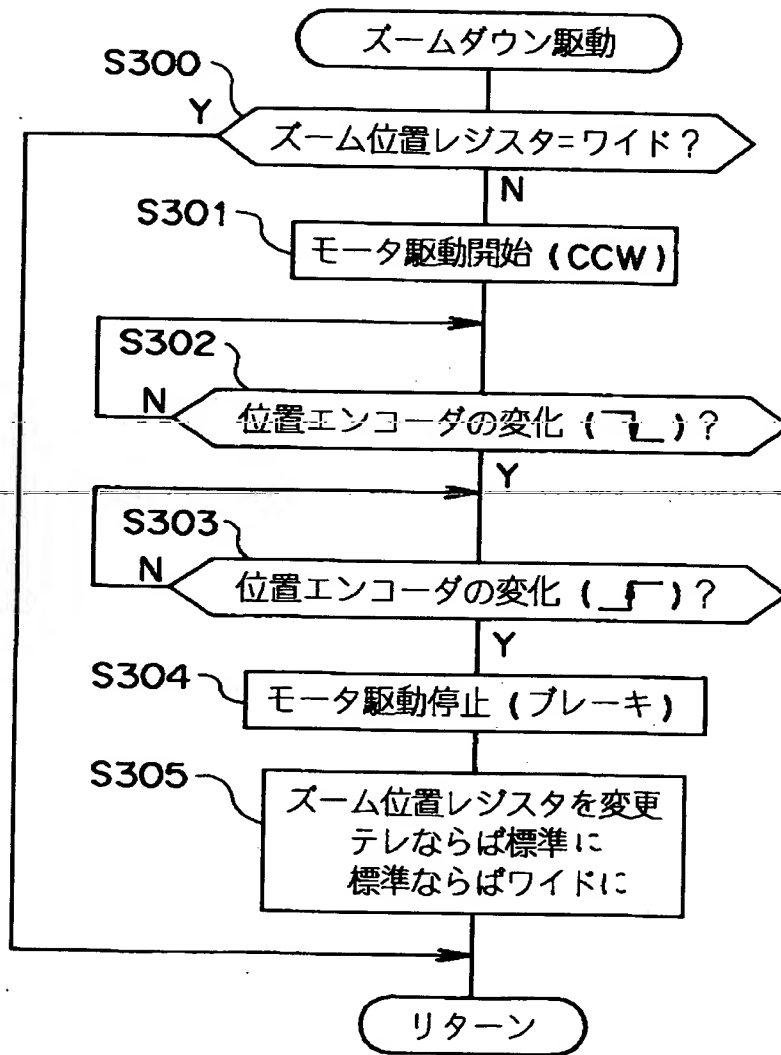 ズームダウン駆動
S300
Y
ズーム位置レジスタ=ワイド?
N
S301
モータ駆動開始 (CCW)
S302
N
位置エンコーダの変化 ( )?
Y
S303
N
位置エンコーダの変化 ( )?
Y
S304
モータ駆動停止 (ブレーキ)
S305
ズーム位置レジスタを変更
テレならば標準に
標準ならばワイドに
リターン